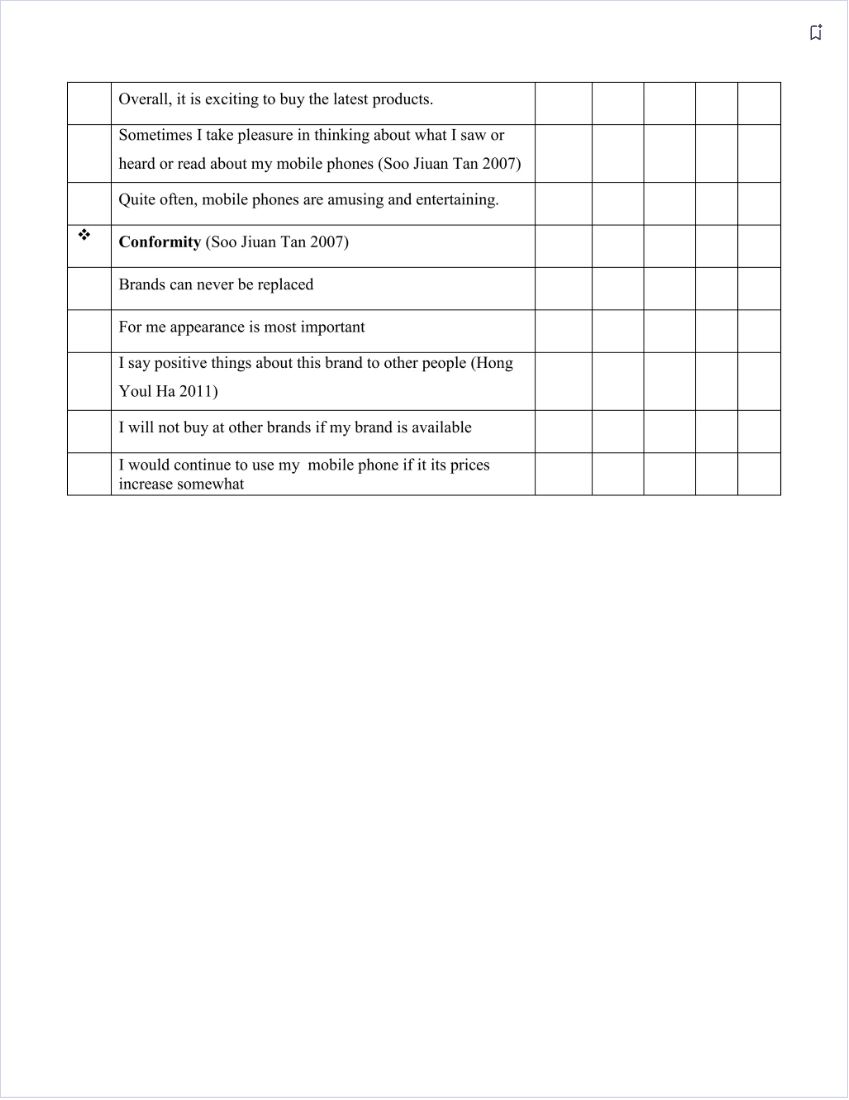 Overall, it is exciting to buy the latest products.
Sometimes I take pleasure in thinking about what I saw or
heard or read about my mobile phones (Soo Jiuan Tan 2007)
Quite often, mobile phones are amusing and entertaining.
❖ Conformity (Soo Jiuan Tan 2007)
Brands can never be replaced
For me appearance is most important
I say positive things about this brand to other people (Hong
Youl Ha 2011)
I will not buy at other brands if my brand is available
I would continue to use my  mobile phone if it its prices
increase somewhat